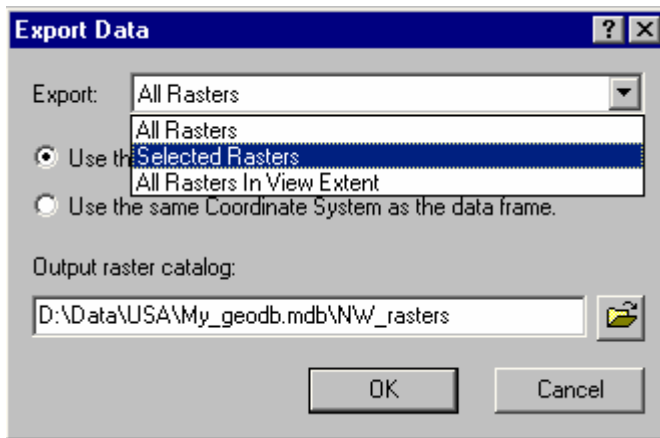 Export Data
Export: All Rasters
All Rasters
Use th
Selected Rasters
All Rasters In View Extent
Use the same Coordinate System as the data frame.
Output raster catalog:
D:\Data\USA\My_geodb.mdb\NW_rasters
OK Cancel